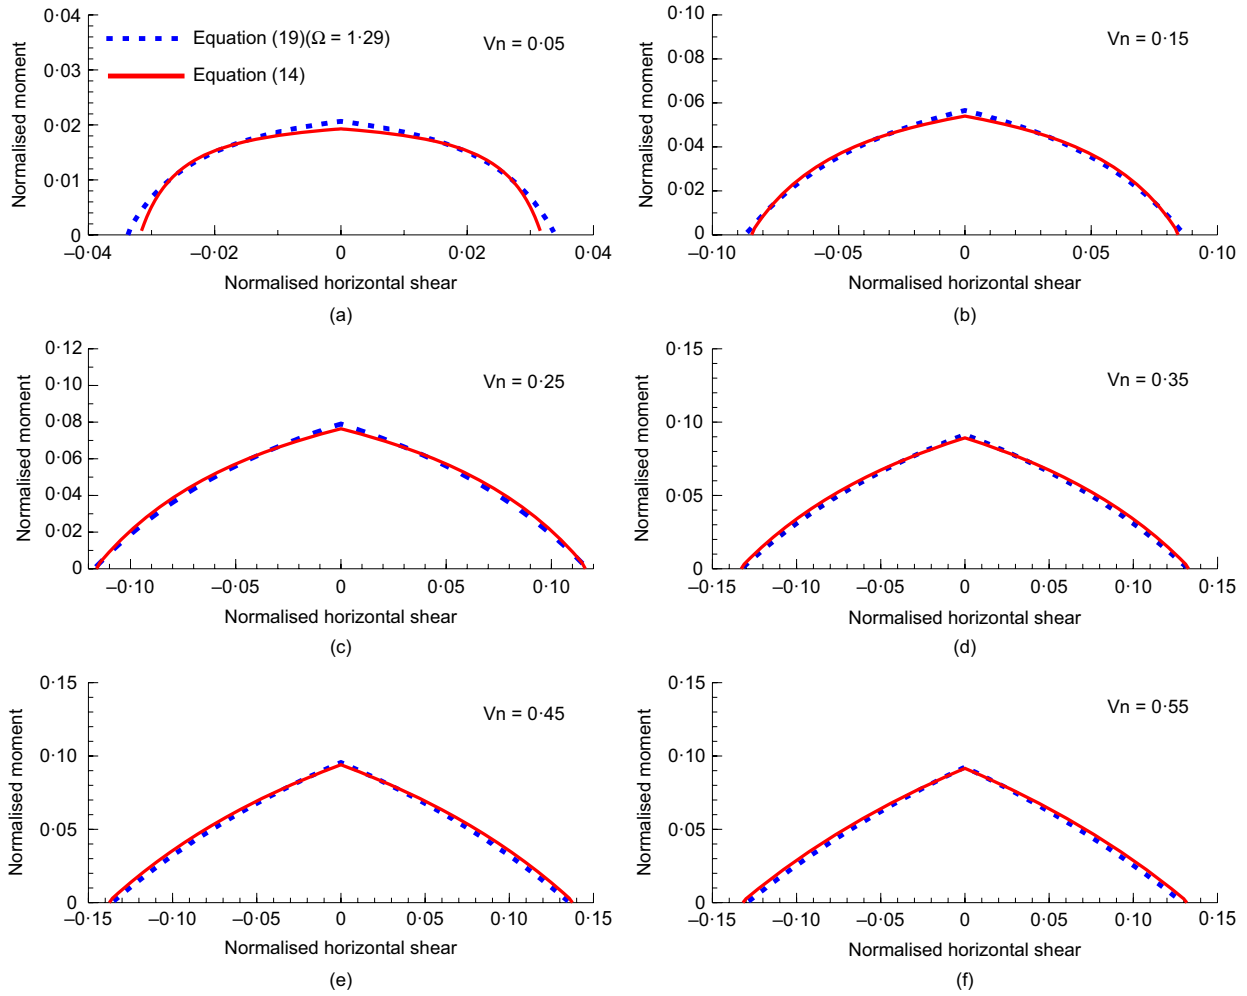 0·04
0·03
0·02
0·01
0
Normalised moment
Equation (19)(Ω = 1·29)
Equation (14)
Vn = 0·05
–0·04
–0·02
0
0·02
0·04
Normalised horizontal shear
(a)
0·10
0·08
0·06
0·04
0·02
0
Normalised moment
Vn = 0·15
–0·10
–0·05
0
0·05
0·10
Normalised horizontal shear
(b)
0·12
0·10
0·08
0·06
0·04
0·02
0
Normalised moment
Vn = 0·25
–0·10
–0·05
0
0·05
0·10
Normalised horizontal shear
(c)
0·15
0·10
0·05
0
Normalised moment
Vn = 0·35
–0·15
–0·10
–0·05
0
0·05
0·10
0·15
Normalised horizontal shear
(d)
0·15
0·10
0·05
0
Normalised moment
Vn = 0·45
–0·15
–0·10
–0·05
0
0·05
0·10
0·15
Normalised horizontal shear
(e)
0·15
0·10
0·05
0
Normalised moment
Vn = 0·55
–0·15
–0·10
–0·05
0
0·05
0·10
0·15
Normalised horizontal shear
(f)